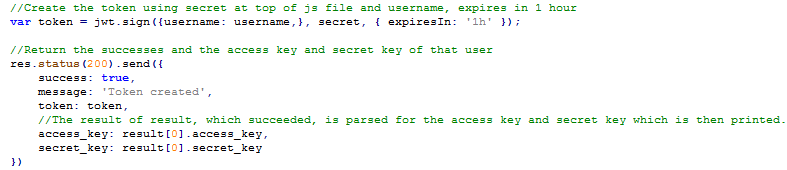 //Create the token using secret at top of js file and username, expires in 1 hour
var token = jwt.sign({username: username,}, secret, { expiresIn: '1h' });
//Return the successes and the access key and secret key of that user
res.status(200).send({
success: true,
message: 'Token created',
token: token,
//The result of result, which succeeded, is parsed for the access key and secret key which is then printed.
access_key: result[0].access_key,
secret_key: result[0].secret_key
})